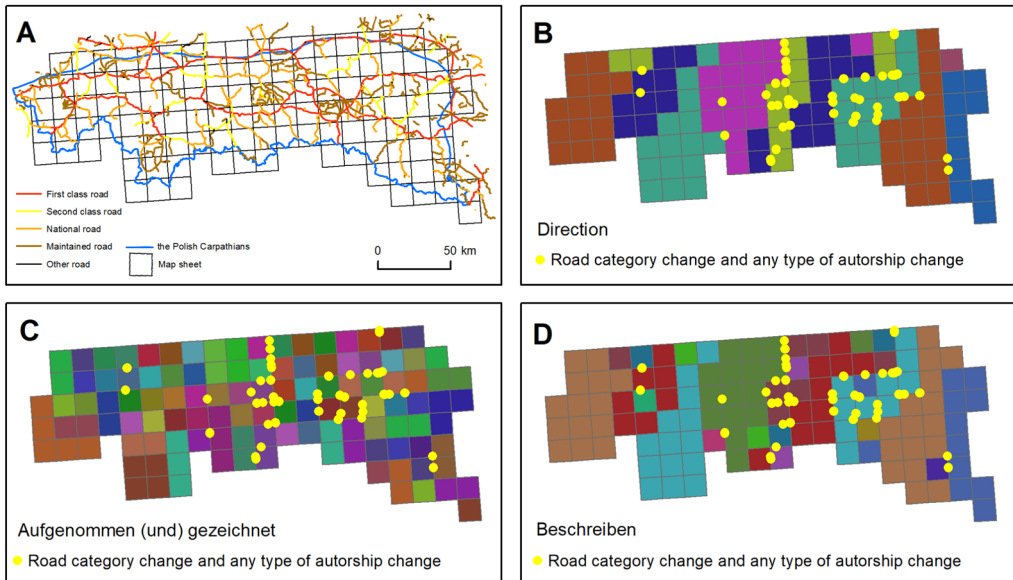 A
First class road
Second class road
National road
Maintained road
Other road
the Polish Carpathians
Map sheet
0 50 km
B
Direction
Road category change and any type of autorship change
C
Aufgenommen (und) gezeichnet
Road category change and any type of autorship change
D
Beschreiben
Road category change and any type of autorship change